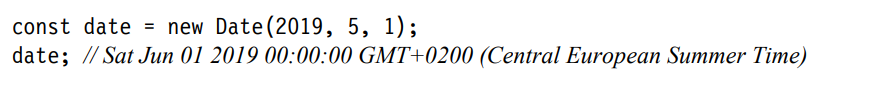 const date = new Date(2019, 5, 1);
date; // Sat Jun 01 2019 00:00:00 GMT+0200 (Central European Summer Time)